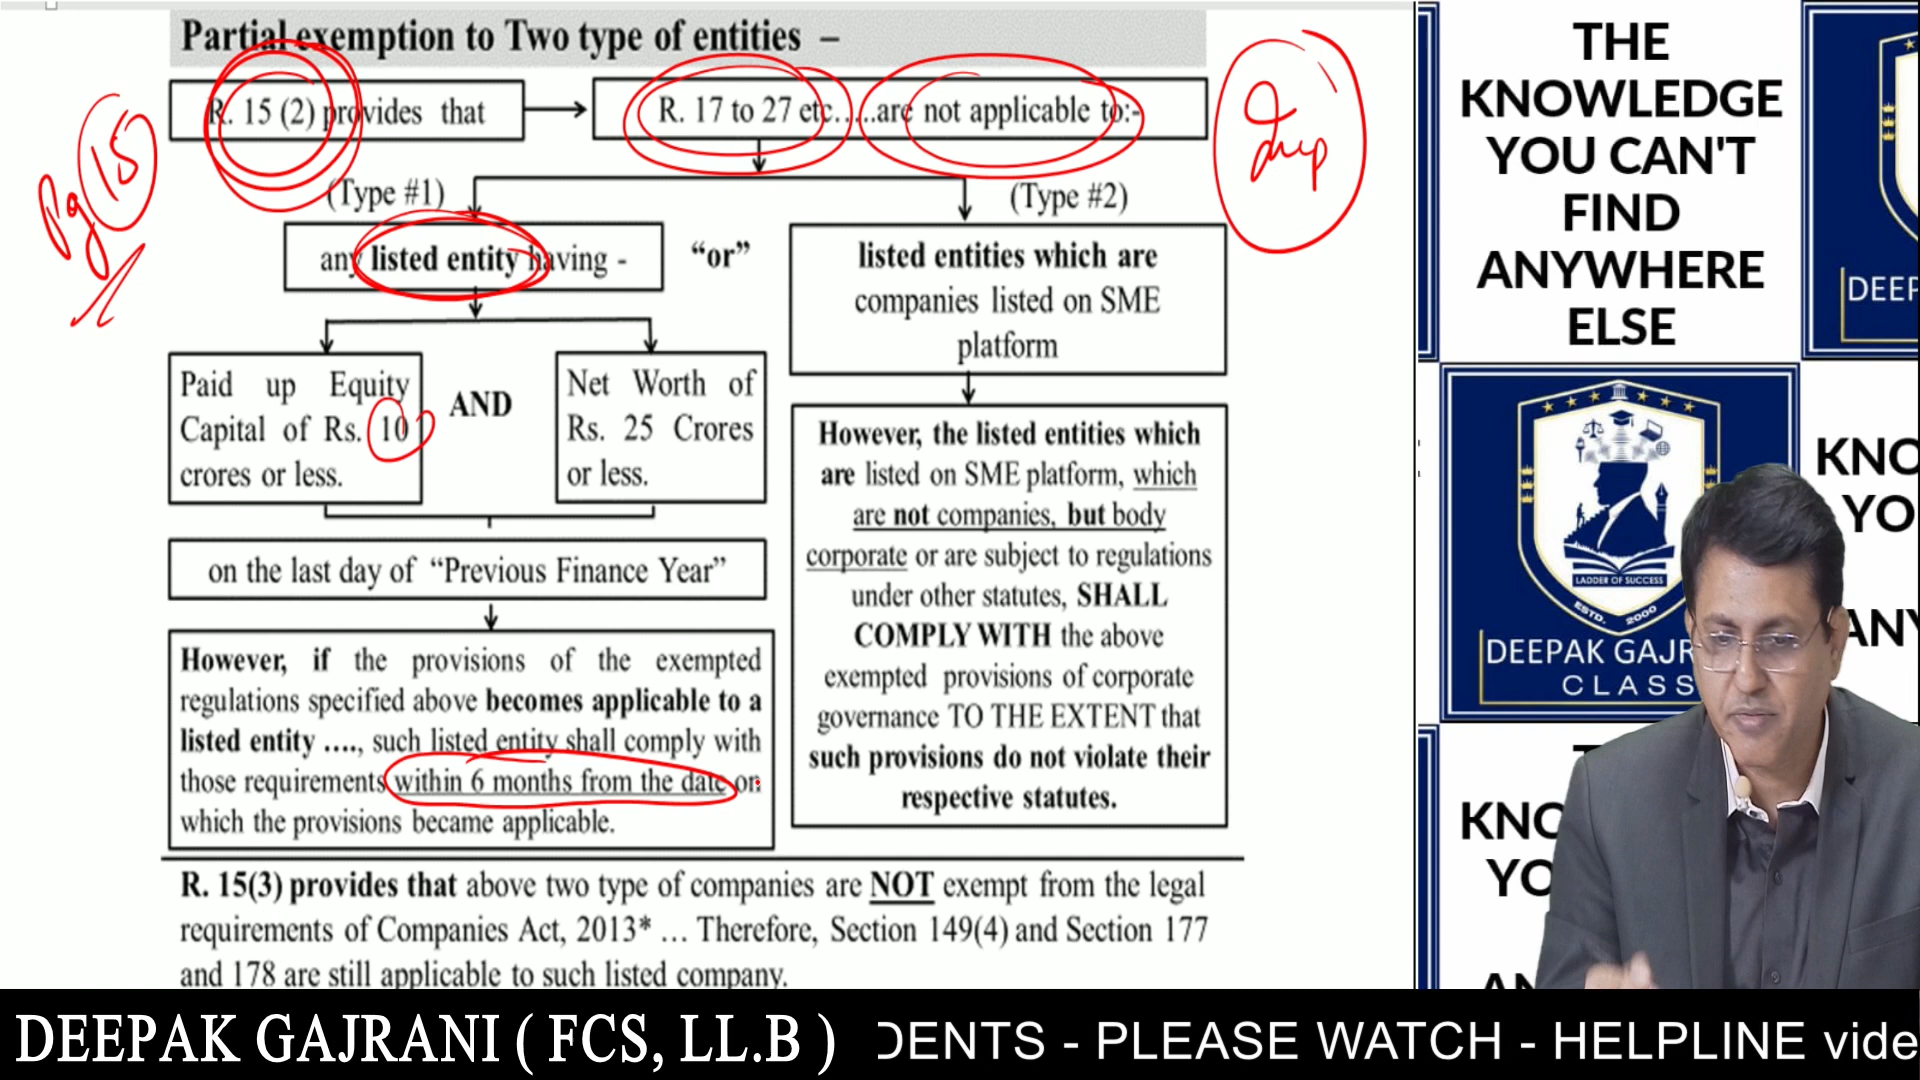 Partial exemption to Two type of entities –
R. 15 (2) provides that
R. 17 to 27 etc.....are not applicable to:-
Pg 15
(Type #1)
(Type #2)
any listed entity having -
“or”
listed entities which are
companies listed on SME
platform
Paid up Equity
Capital of Rs. 10
crores or less.
AND
Net Worth of
Rs. 25 Crores
or less.
on the last day of “Previous Finance Year”
However, if the provisions of the exempted
regulations specified above becomes applicable to a
listed entity ...., such listed entity shall comply with
those requirements within 6 months from the date on
which the provisions became applicable.
However, the listed entities which
are listed on SME platform, which
are not companies, but body
corporate or are subject to regulations
under other statutes, SHALL
COMPLY WITH the above
exempted provisions of corporate
governance TO THE EXTENT that
such provisions do not violate their
respective statutes.
R. 15(3) provides that above two type of companies are NOT exempt from the legal
requirements of Companies Act, 2013* ... Therefore, Section 149(4) and Section 177
and 178 are still applicable to such listed company.
THE
KNOWLEDGE
YOU CAN'T
FIND
ANYWHERE
ELSE
DEEP
LADDER OF SUCCESS
ESTD. 2000
DEEPAK GAJR
CLASS
KNO
YO
ANY
KNO
YO
DEEPAK GAJRANI ( FCS, LL.B )
DENTS - PLEASE WATCH - HELPLINE vide